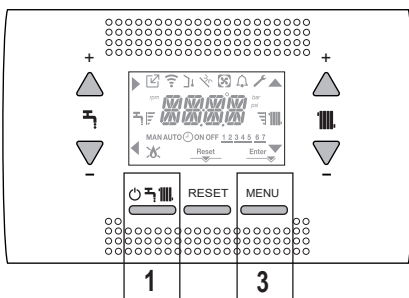 + +
rpm bar
psi
MAN AUTO ON OFF 1 2 3 4 5 6 7
Reset Enter
- -
RESET MENU
1 3